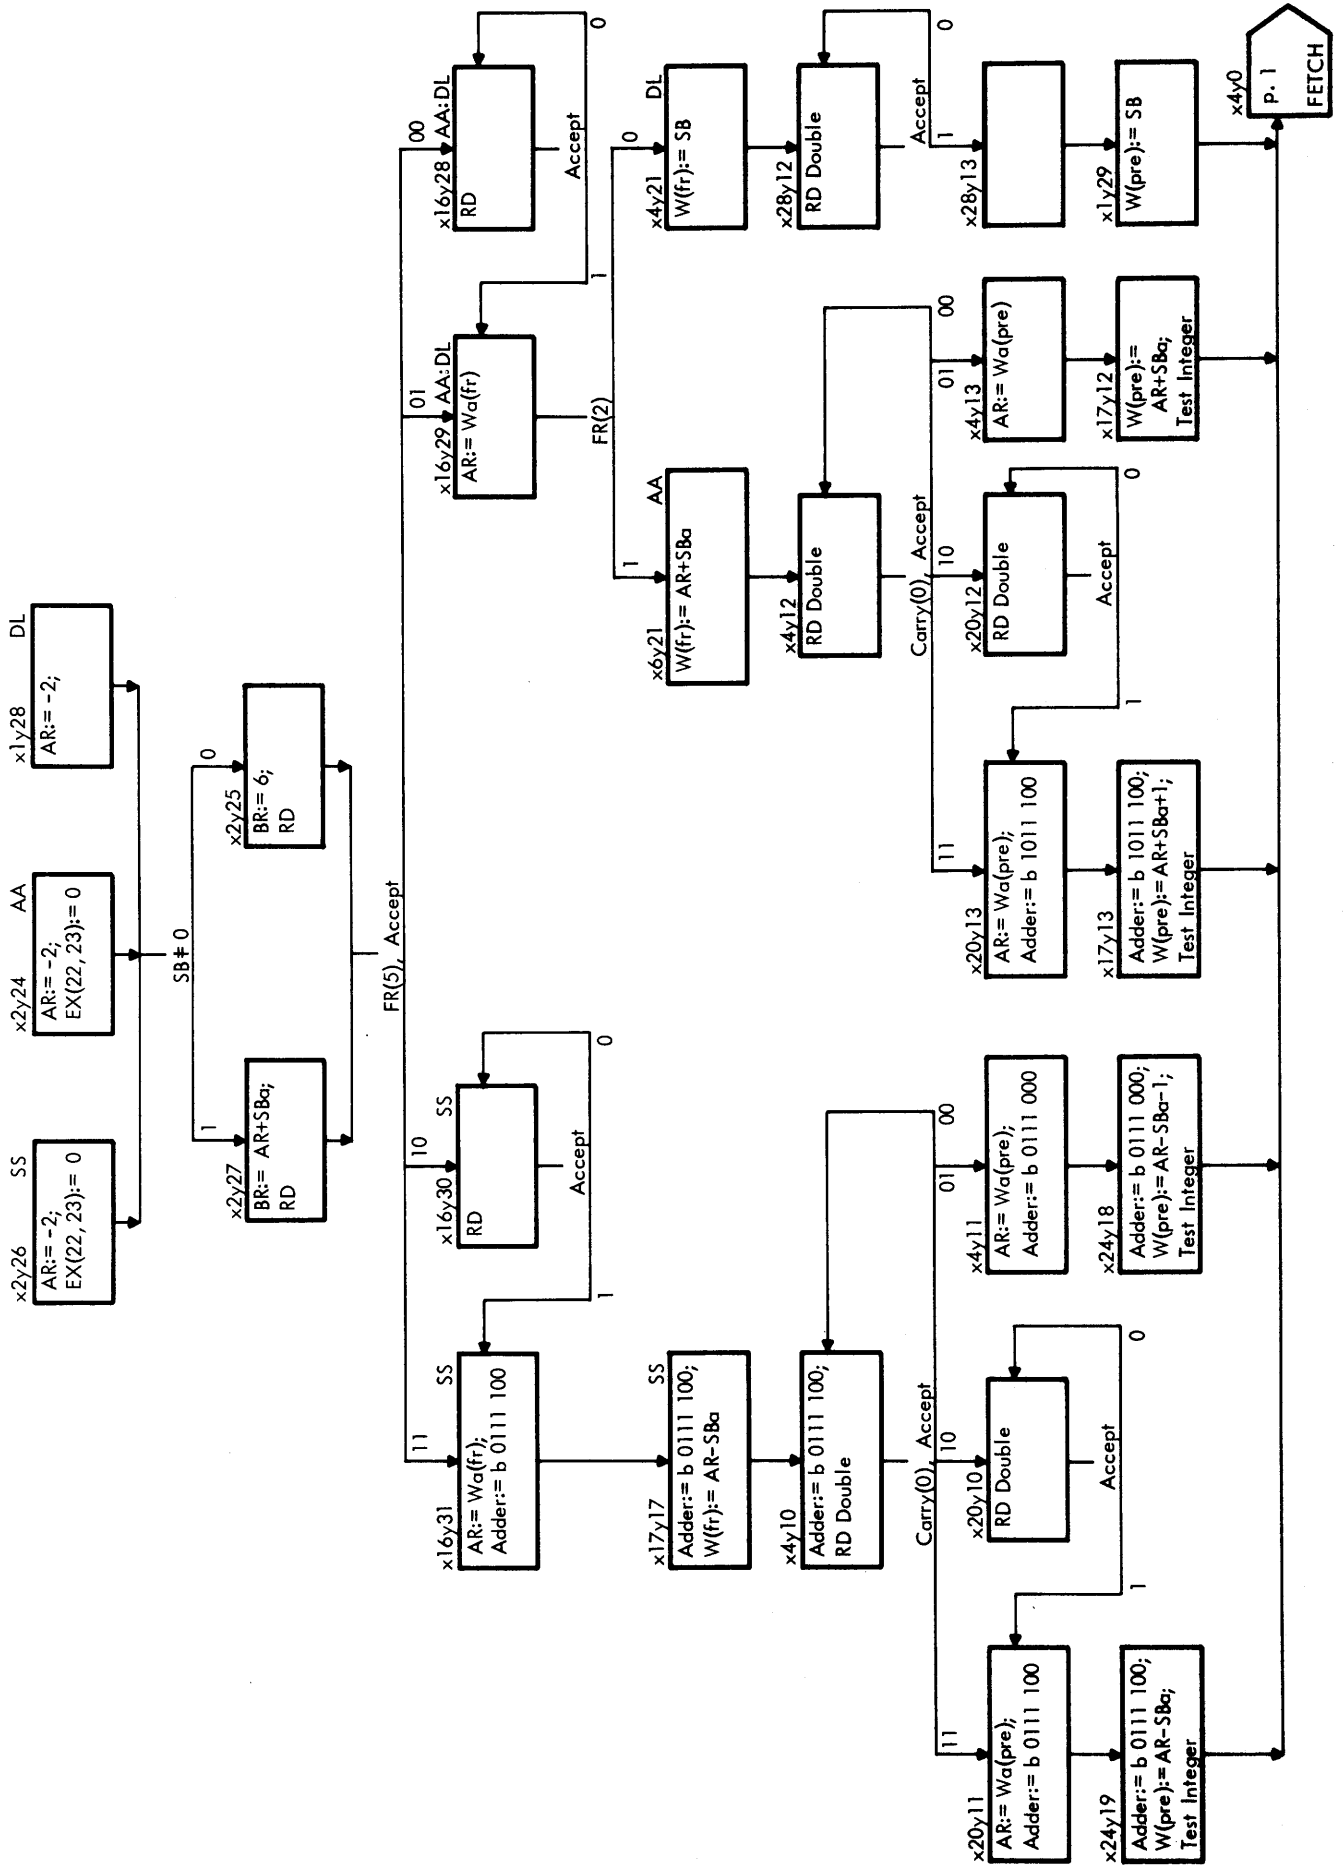 x2y26 SS
AR:= -2;
EX(22, 23):= 0
x2y24 AA
AR:= -2;
EX(22, 23):= 0
x1y28 DL
AR:= -2;
SB≠0
1
0
x2y27
BR:= AR+SBa;
RD
x2y25
BR:= 6;
RD
FR(5), Accept
11
10
01
00
x16y31 SS
AR:= Wa(fr);
Adder:= b 0111 100
x16y30 SS
RD
Accept
1
0
x16y29 AA:DL
AR:= Wa(fr)
x16y28 AA:DL
RD
Accept
1
0
FR(2)
1
0
x17y17 SS
Adder:= b 0111 100;
W(fr):= AR-SBa
x6y21 AA
W(fr):= AR+SBa
x4y21 DL
W(fr):= SB
x4y10
Adder:= b 0111 100;
RD Double
x4y12
RD Double
x28y12
RD Double
Carry(0), Accept
11
10
01
00
Carry(0), Accept
11
10
01
00
Accept
1
0
x20y11
AR:= Wa(pre);
Adder:= b 0111 100
x20y10
RD Double
Accept
1
0
x4y11
AR:= Wa(pre);
Adder:= b 0111 000
x20y13
AR:= Wa(pre);
Adder:= b 1011 100
x20y12
RD Double
Accept
1
0
x4y13
AR:= Wa(pre)
x28y13
x24y19
Adder:= b 0111 100;
W(pre):= AR-SBa;
Test Integer
x24y18
Adder:= b 0111 000;
W(pre):= AR-SBa-1;
Test Integer
x17y13
Adder:= b 1011 100;
W(pre):= AR+SBa+1;
Test Integer
x17y12
W(pre):=
AR+SBa;
Test Integer
x1y29
W(pre):= SB
x4y0
p. 1
FETCH